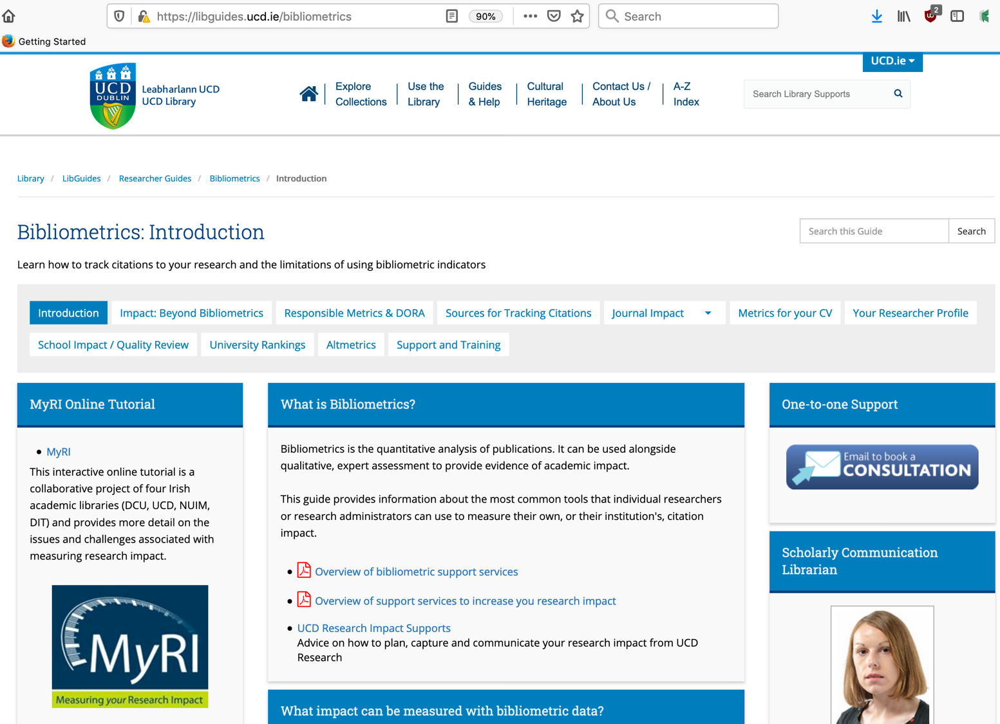 https://libguides.ucd.ie/bibliometrics
90%
Search
2
Getting Started
UCD.ie
UCD
DUBLIN
Leabharlann UCD
UCD Library
Explore
Collections
Use the
Library
Guides
& Help
Cultural
Heritage
Contact Us /
About Us
A-Z
Index
Search Library Supports
Library / LibGuides / Researcher Guides / Bibliometrics / Introduction
Bibliometrics: Introduction
Search this Guide
Search
Learn how to track citations to your research and the limitations of using bibliometric indicators
Introduction
Impact: Beyond Bibliometrics
Responsible Metrics & DORA
Sources for Tracking Citations
Journal Impact
Metrics for your CV
Your Researcher Profile
School Impact / Quality Review
University Rankings
Altmetrics
Support and Training
MyRI Online Tutorial
• MyRI
This interactive online tutorial is a
collaborative project of four Irish
academic libraries (DCU, UCD, NUIM,
DIT) and provides more detail on the
issues and challenges associated with
measuring research impact.
MyRI
Measuring your Research Impact
What is Bibliometrics?
Bibliometrics is the quantitative analysis of publications. It can be used alongside
qualitative, expert assessment to provide evidence of academic impact.
This guide provides information about the most common tools that individual researchers
or research administrators can use to measure their own, or their institution's, citation
impact.
• Overview of bibliometric support services
• Overview of support services to increase you research impact
• UCD Research Impact Supports
Advice on how to plan, capture and communicate your research impact from UCD
Research
What impact can be measured with bibliometric data?
One-to-one Support
Email to book a
CONSULTATION
Scholarly Communication
Librarian